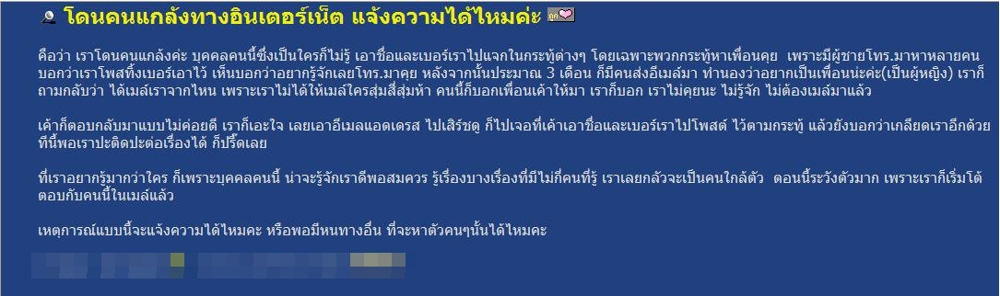 โดนคนแกล้งทางอินเตอร์เน็ต แจ้งความได้ไหมค่ะ ถูก
คือว่า เราโดนคนแกล้งค่ะ บุคคลคนนี้ซึ่งเป็นใครก็ไม่รู้ เอาชื่อและเบอร์เราไปแจกในกระทู้ต่างๆ โดยเฉพาะพวกกระทู้หาเพื่อนคุย เพราะมีผู้ชายโทร.มาหาหลายคน
บอกว่าเราโพสทิ้งเบอร์เอาไว้ เห็นบอกว่าอยากรู้จักเลยโทร.มาคุย หลังจากนั้นประมาณ 3 เดือน ก็มีคนส่งอีเมล์มา ทำนองว่าอยากเป็นเพื่อนน่ะค่ะ(เป็นผู้หญิง) เราก็
ถามกลับว่า ได้เมล์เราจากไหน เพราะเราไม่ได้ให้เมล์ใครสุ่มสี่สุ่มห้า คนนี้ก็บอกเพื่อนเค้าให้มา เราก็บอก เราไม่คุยนะ ไม่รู้จัก ไม่ต้องเมล์มาแล้ว
เค้าก็ตอบกลับมาแบบไม่ค่อยดี เราก็เอะใจ เลยเอาอีเมลแอดเดรส ไปเสิร์ชดู ก็ไปเจอที่เค้าเอาชื่อและเบอร์เราไปโพสต์ ไว้ตามกระทู้ แล้วยังบอกว่าเกลียดเราอีกด้วย
ทีนี้พอเราปะติดปะต่อเรื่องได้ ก็ปรี๊ดเลย
ที่เราอยากรู้มากว่าใคร ก็เพราะบุคคลคนนี้ น่าจะรู้จักเราดีพอสมควร รู้เรื่องบางเรื่องที่มีไม่กี่คนที่รู้ เราเลยกลัวจะเป็นคนใกล้ตัว ตอนนี้ระวังตัวมาก เพราะเราก็เริ่มโต้
ตอบกับคนนี้ในเมล์แล้ว
เหตุการณ์แบบนี้จะแจ้งความได้ไหมคะ หรือพอมีหนทางอื่น ที่จะหาตัวคนๆนั้นได้ไหมคะ